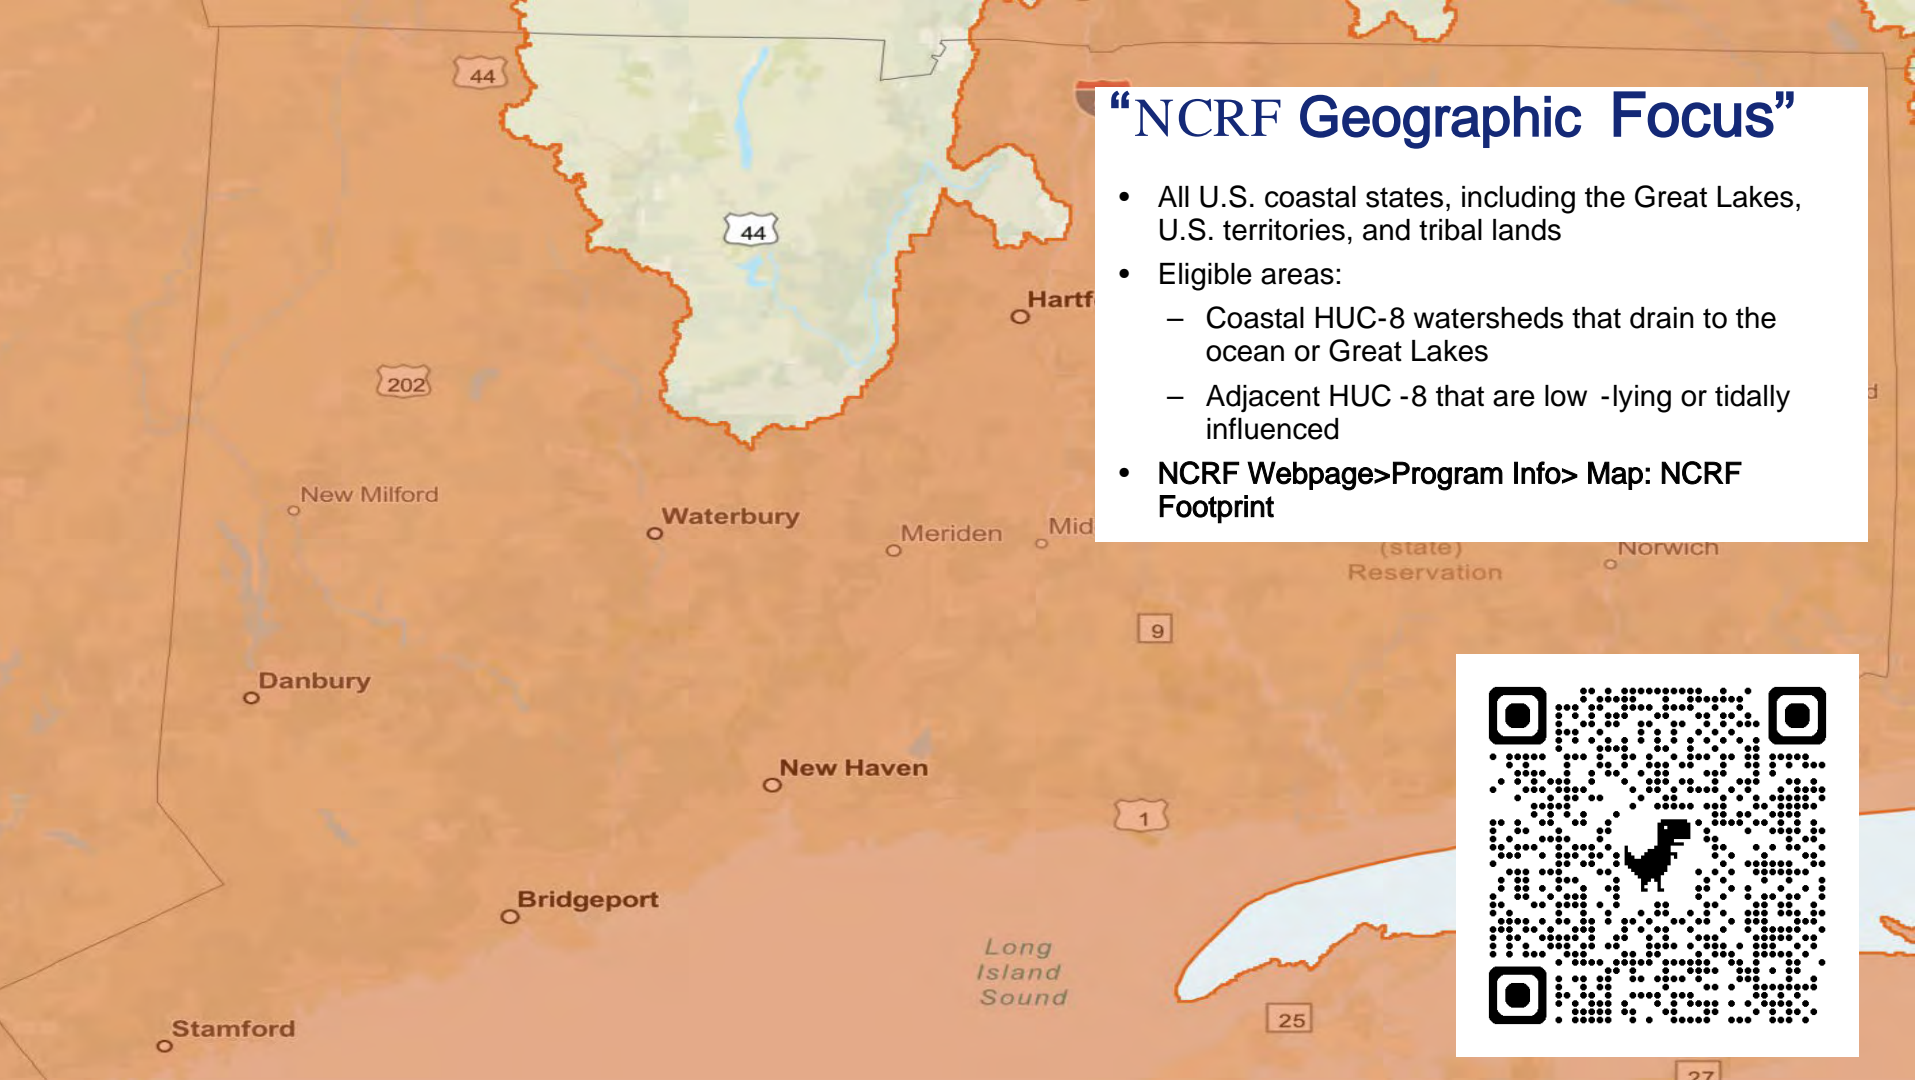 44
“NCRF Geographic Focus”
• All U.S. coastal states, including the Great Lakes,
U.S. territories, and tribal lands
• Eligible areas:
– Coastal HUC-8 watersheds that drain to the
ocean or Great Lakes
– Adjacent HUC -8 that are low -lying or tidally
influenced
• NCRF Webpage>Program Info> Map: NCRF
Footprint
44
Hartf
202
New Milford
Waterbury
Meriden
Mid
(state)
Reservation
Norwich
9
Danbury
New Haven
1
Bridgeport
Long
Island
Sound
25
Stamford
27